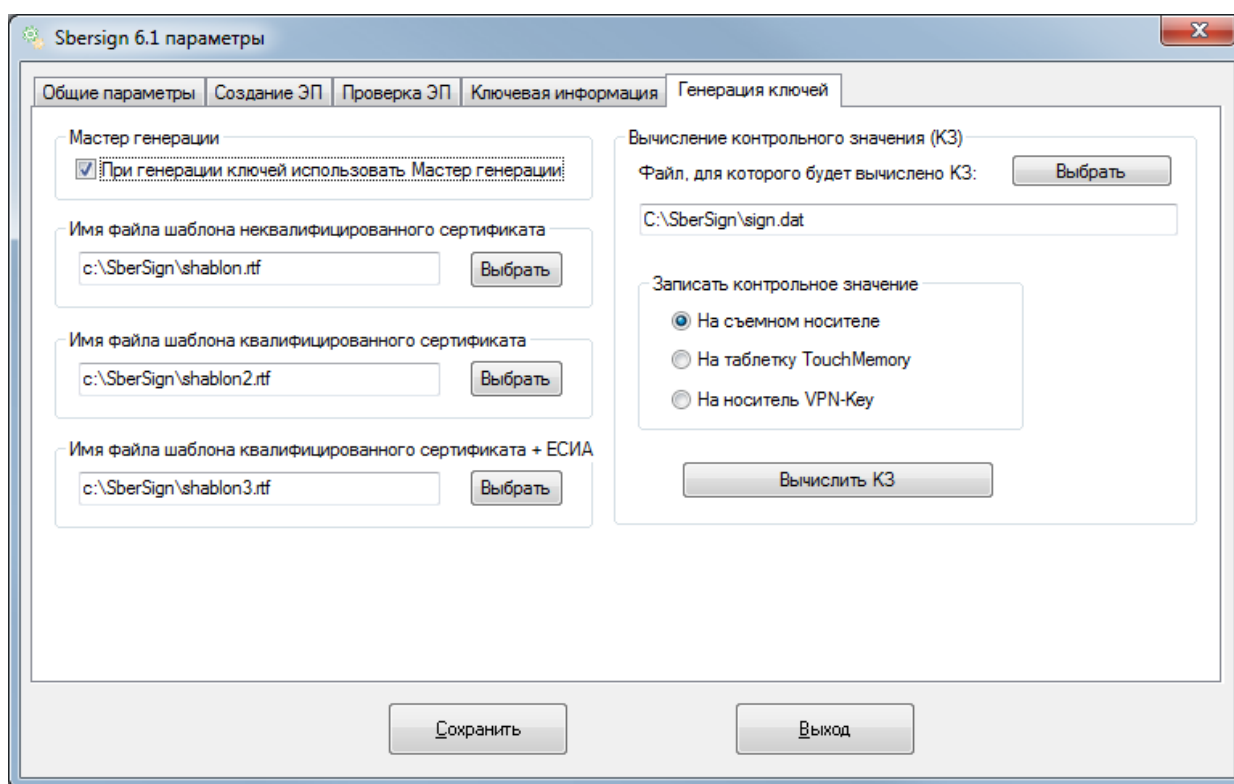 Sbersign 6.1 параметры
Общие параметры
Создание ЭП
Проверка ЭП
Ключевая информация
Генерация ключей
Мастер генерации
При генерации ключей использовать Мастер генерации
Имя файла шаблона неквалифицированного сертификата
c:\SberSign\shablon.rtf
Выбрать
Имя файла шаблона квалифицированного сертификата
c:\SberSign\shablon2.rtf
Выбрать
Имя файла шаблона квалифицированного сертификата + ЕСИА
c:\SberSign\shablon3.rtf
Выбрать
Вычисление контрольного значения (КЗ)
Файл, для которого будет вычислено КЗ:
Выбрать
C:\SberSign\sign.dat
Записать контрольное значение
На съемном носителе
На таблетку TouchMemory
На носитель VPN-Key
Вычислить КЗ
Сохранить
Выход